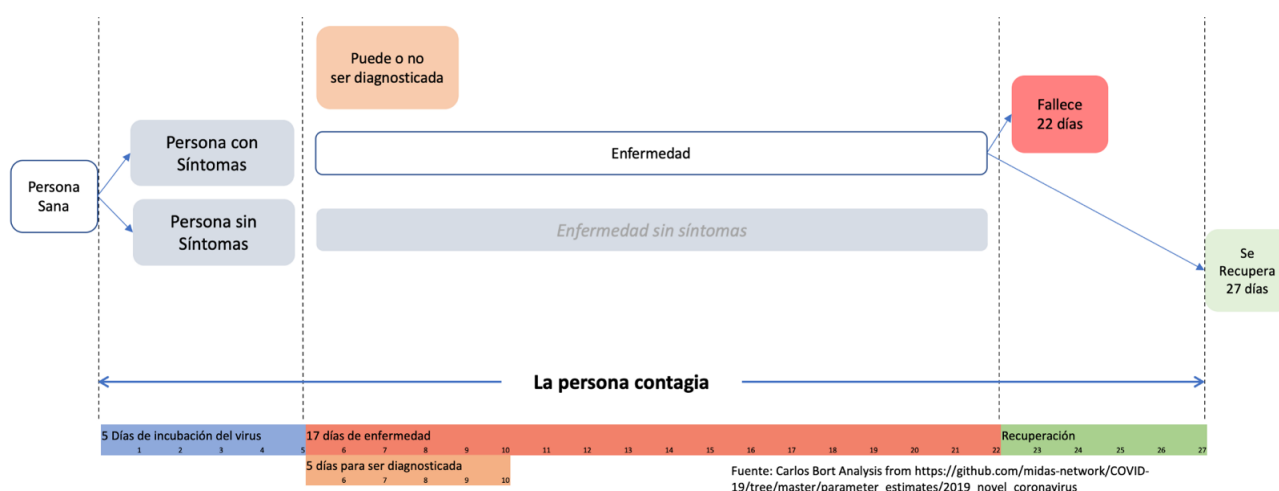 Puede o no
ser diagnosticada
Fallece
22 días
Persona con
Síntomas
Enfermedad
Persona
Sana
Persona sin
Síntomas
Enfermedad sin síntomas
Se
Recupera
27 días
La persona contagia
5 Días de incubación del virus
17 días de enfermedad
Recuperación
1 2 3 4 5 6 7 8 9 10 11 12 13 14 15 16 17 18 19 20 21 22 23 24 25 26 27
5 días para ser diagnosticada
6 7 8 9 10
Fuente: Carlos Bort Analysis from https://github.com/midas-network/COVID-
19/tree/master/parameter_estimates/2019_novel_coronavirus